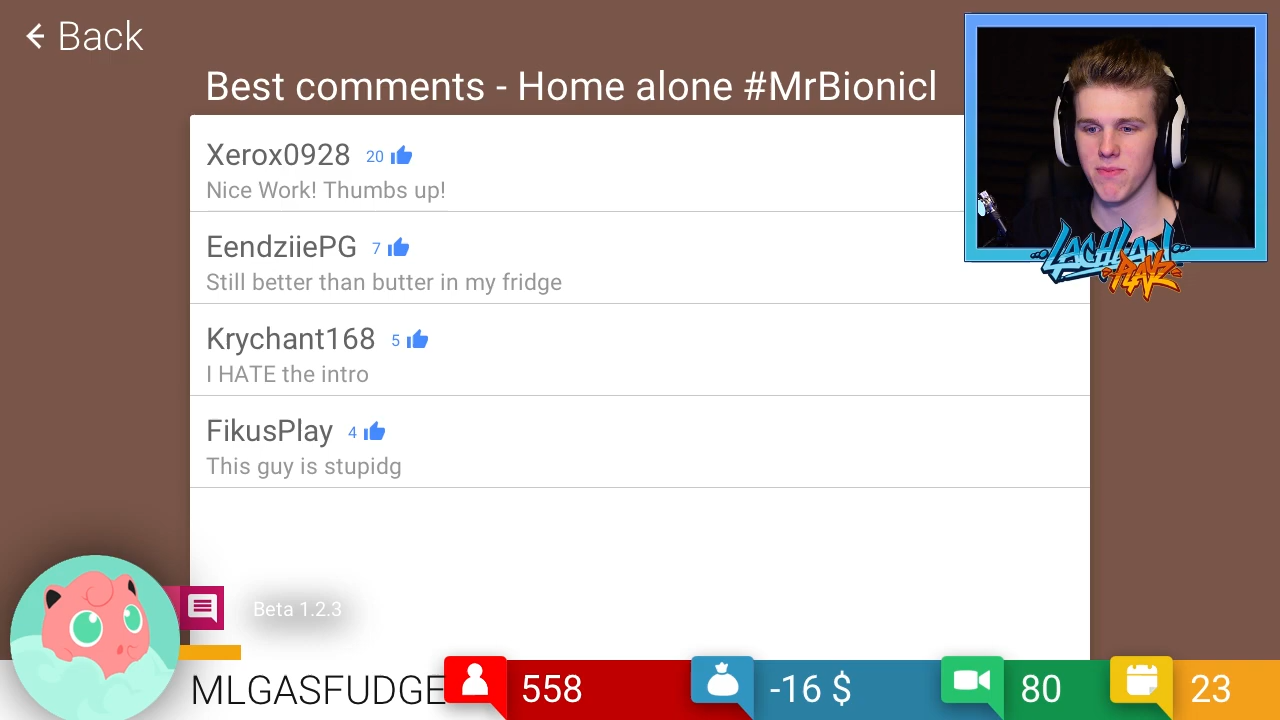 Back
Best comments - Home alone #MrBionicl
Xerox0928 20
Nice Work! Thumbs up!
EendziiePG 7
Still better than butter in my fridge
Krychant168 5
I HATE the intro
FikusPlay 4
This guy is stupidg
LACHLAN
PLAYZ
Beta 1.2.3
MLGASFUDGE 558 -16 $ 80 23